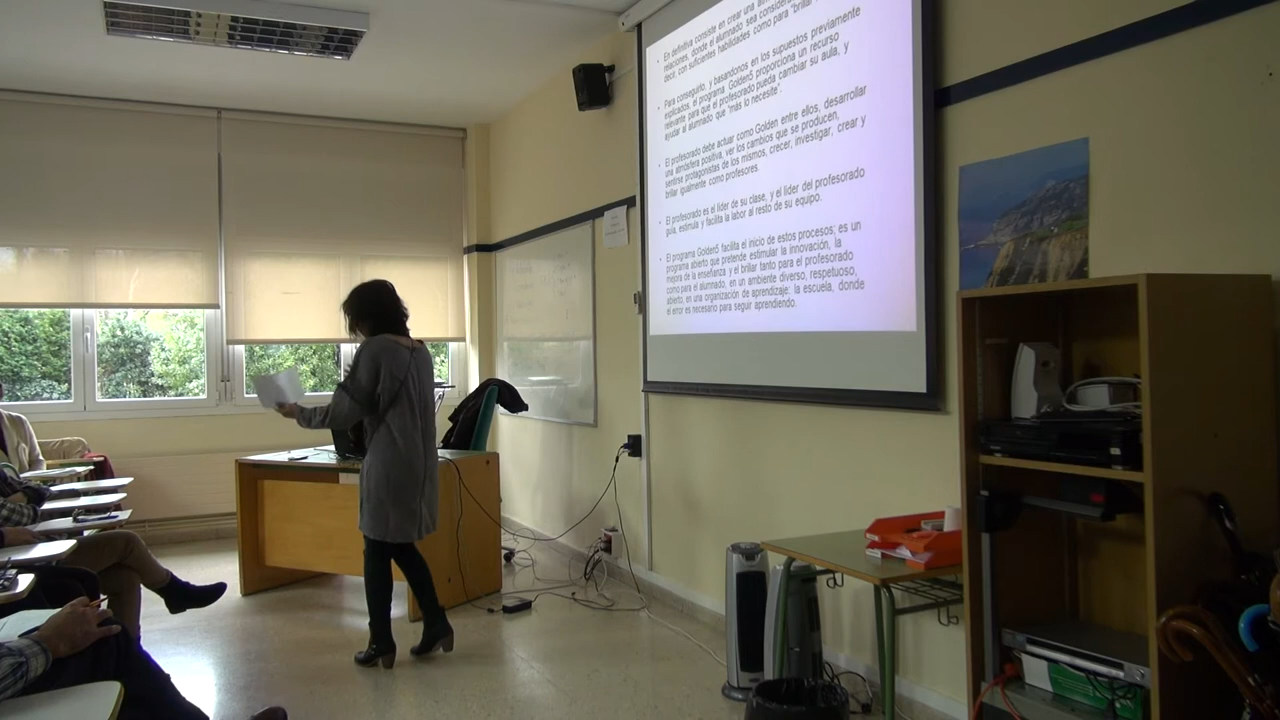 • En definitiva consiste en crear una
relaciones, donde el alumnado sea
decir, con suficientes habilidades como para "brillar
• Para conseguirlo, y basandonos en los supuestos previamente
explicados, el programa Golden5 proporciona un recurso
relevante para que el profesorado pueda cambiar su aula, y
ayudar al alumnado que "más lo necesite".
• El profesorado debe actuar como Golden entre ellos, desarrollar
una atmósfera positiva, ver los cambios que se producen,
sentirse protagonistas de los mismos, crecer, investigar, crear y
brillar igualmente como profesores.
• El profesorado es el líder de su clase, y el líder del profesorado
guía, estimula y facilita la labor al resto de su equipo.
• El programa Golden5 facilita el inicio de estos procesos; es un
programa abierto que pretende estimular la innovación, la
mejora de la enseñanza y el brillar tanto para el profesorado
como para el alumnado, en un ambiente diverso, respetuoso,
abierto, en una organización de aprendizaje: la escuela, donde
el error es necesario para seguir aprendiendo.